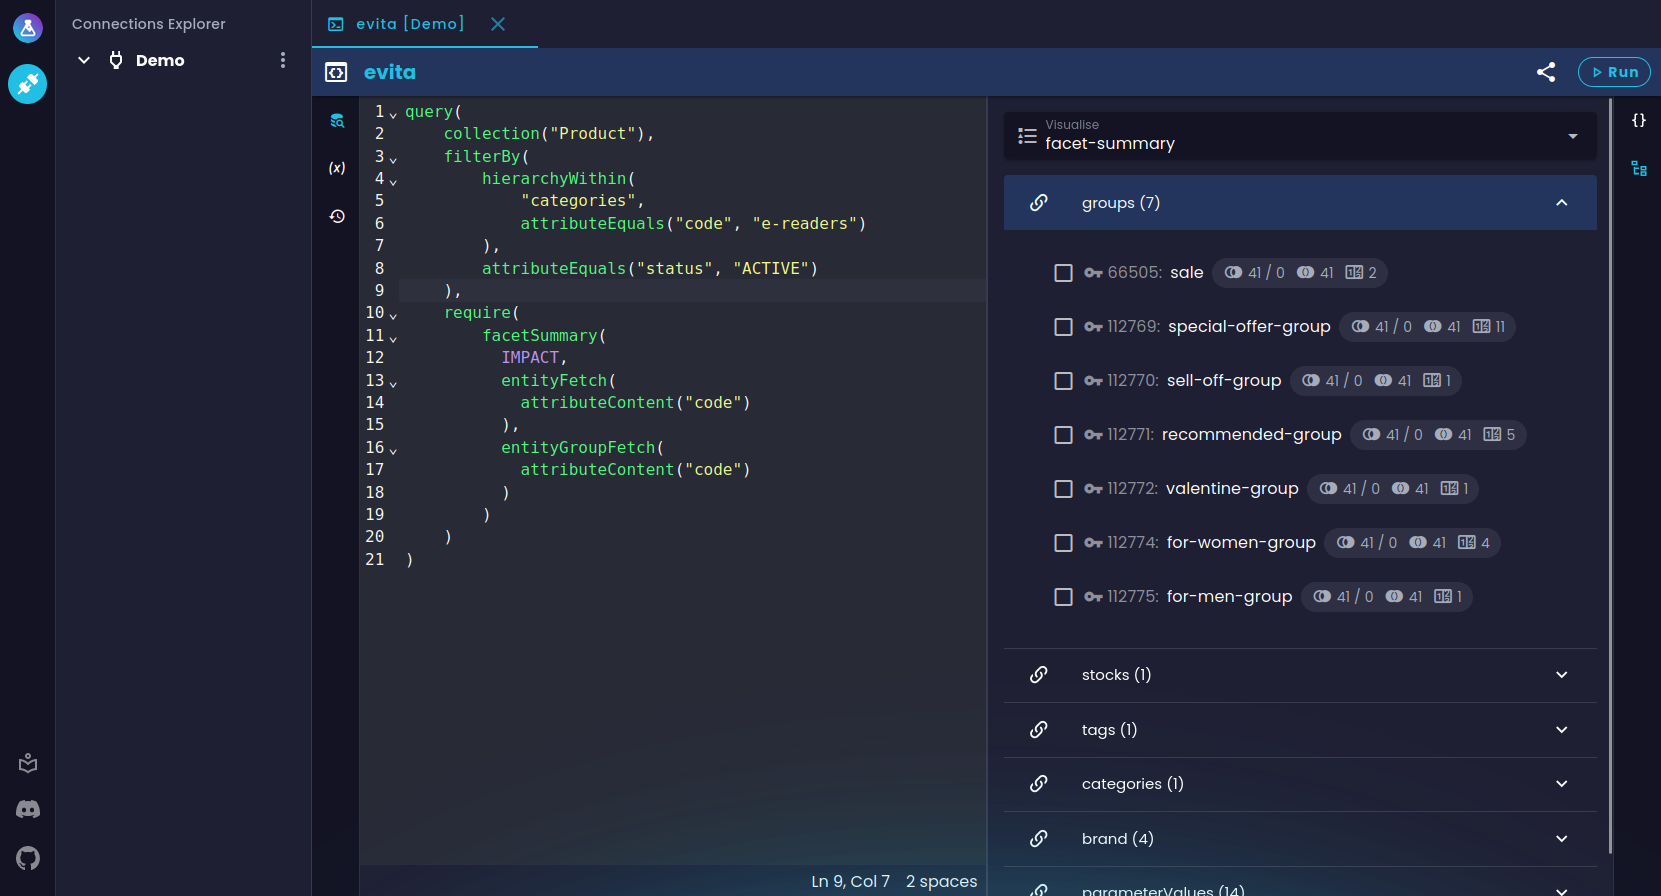 Connections Explorer
Demo
evita [Demo]
evita
Run
1 query(
2     collection("Product"),
3     filterBy(
4         hierarchyWithin(
5             "categories",
6             attributeEquals("code", "e-readers")
7         ),
8         attributeEquals("status", "ACTIVE")
9     ),
10     require(
11         facetSummary(
12           IMPACT,
13           entityFetch(
14             attributeContent("code")
15           ),
16           entityGroupFetch(
17             attributeContent("code")
18           )
19         )
20     )
21 )
Ln 9, Col 7   2 spaces
Visualise
facet-summary
groups (7)
66505: sale 41 / 0 41 2
112769: special-offer-group 41 / 0 41 11
112770: sell-off-group 41 / 0 41 1
112771: recommended-group 41 / 0 41 5
112772: valentine-group 41 / 0 41 1
112774: for-women-group 41 / 0 41 4
112775: for-men-group 41 / 0 41 1
stocks (1)
tags (1)
categories (1)
brand (4)
parameterValues (14)